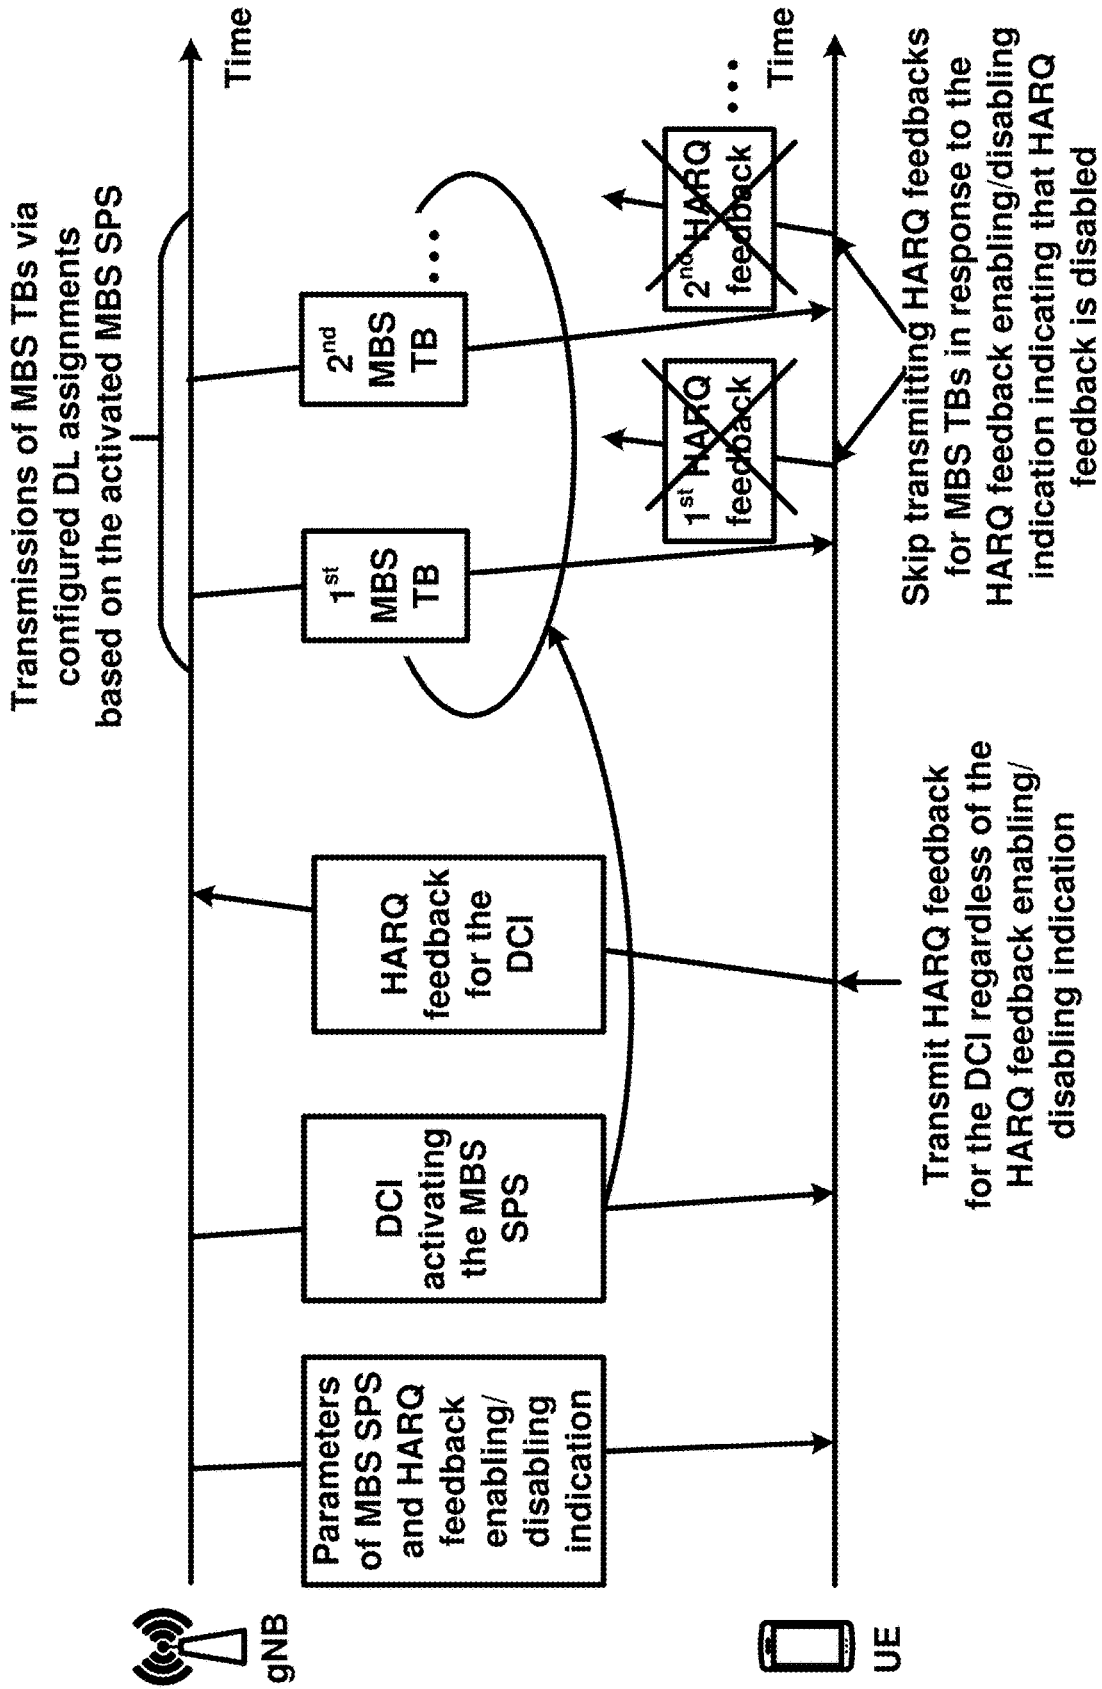 Transmissions of MBS TBs via
configured DL assignments
based on the activated MBS SPS
gNB
Time
Parameters
of MBS SPS
and HARQ
feedback
enabling/
disabling
indication
DCI
activating
the MBS
SPS
HARQ
feedback
for the
DCI
1st
MBS
TB
2nd
MBS
TB
1st HARQ
feedback
2nd HARQ
feedback
UE
Time
Transmit HARQ feedback
for the DCI regardless of the
HARQ feedback enabling/
disabling indication
Skip transmitting HARQ feedbacks
for MBS TBs in response to the
HARQ feedback enabling/disabling
indication indicating that HARQ
feedback is disabled